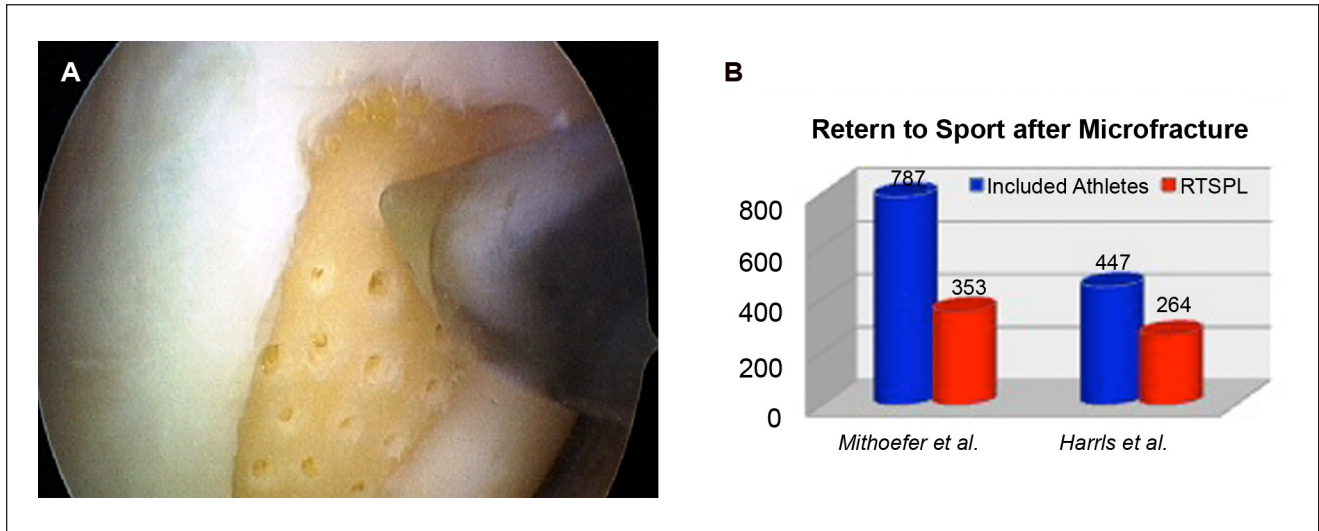 A
B
Retern to Sport after Microfracture
Included Athletes RTSPL
787
353
447
264
800
600
400
200
0
Mithoefer et al. Harrls et al.